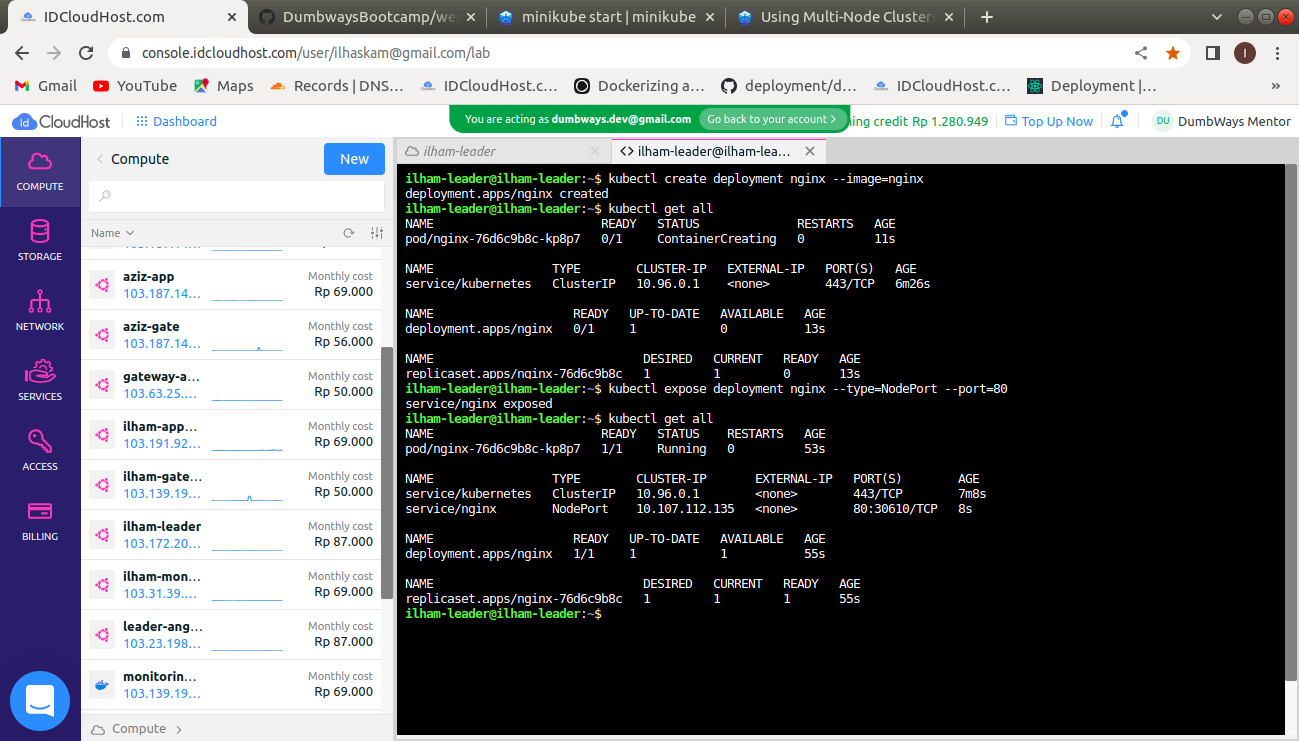 IDCloudHost.com
DumbwaysBootcamp/we
minikube start | minikube
Using Multi-Node Cluster
console.idcloudhost.com/user/ilhaskam@gmail.com/lab
I
Gmail
YouTube
Maps
Records | DNS...
IDCloudHost.c...
Dockerizing a...
deployment/d...
IDCloudHost.c...
Deployment |...
»
Id CloudHost
Dashboard
You are acting as dumbways.dev@gmail.com
Go back to your account >
ning credit Rp 1.280.949
Top Up Now
DU
DumbWays Mentor
COMPUTE
STORAGE
NETWORK
SERVICES
ACCESS
BILLING
Compute
New
Name
aziz-app
103.187.14...
Monthly cost
Rp 69.000
aziz-gate
103.187.14...
Monthly cost
Rp 56.000
gateway-a...
103.63.25....
Monthly cost
Rp 50.000
ilham-app...
103.191.92...
Monthly cost
Rp 69.000
ilham-gate...
103.139.19...
Monthly cost
Rp 50.000
ilham-leader
103.172.20...
Monthly cost
Rp 87.000
ilham-mon...
103.31.39....
Monthly cost
Rp 69.000
leader-ang...
103.23.198...
Monthly cost
Rp 87.000
monitorin...
103.139.19...
Monthly cost
Rp 69.000
Compute >
ilham-leader
<> ilham-leader@ilham-lea...
ilham-leader@ilham-leader:~$ kubectl create deployment nginx --image=nginx
deployment.apps/nginx created
ilham-leader@ilham-leader:~$ kubectl get all
NAME READY STATUS RESTARTS AGE
pod/nginx-76d6c9b8c-kp8p7 0/1 ContainerCreating 0 11s
NAME TYPE CLUSTER-IP EXTERNAL-IP PORT(S) AGE
service/kubernetes ClusterIP 10.96.0.1 <none> 443/TCP 6m26s
NAME READY UP-TO-DATE AVAILABLE AGE
deployment.apps/nginx 0/1 1 0 13s
NAME DESIRED CURRENT READY AGE
replicaset.apps/nginx-76d6c9b8c 1 1 0 13s
ilham-leader@ilham-leader:~$ kubectl expose deployment nginx --type=NodePort --port=80
service/nginx exposed
ilham-leader@ilham-leader:~$ kubectl get all
NAME READY STATUS RESTARTS AGE
pod/nginx-76d6c9b8c-kp8p7 1/1 Running 0 53s
NAME TYPE CLUSTER-IP EXTERNAL-IP PORT(S) AGE
service/kubernetes ClusterIP 10.96.0.1 <none> 443/TCP 7m8s
service/nginx NodePort 10.107.112.135 <none> 80:30610/TCP 8s
NAME READY UP-TO-DATE AVAILABLE AGE
deployment.apps/nginx 1/1 1 1 55s
NAME DESIRED CURRENT READY AGE
replicaset.apps/nginx-76d6c9b8c 1 1 1 55s
ilham-leader@ilham-leader:~$